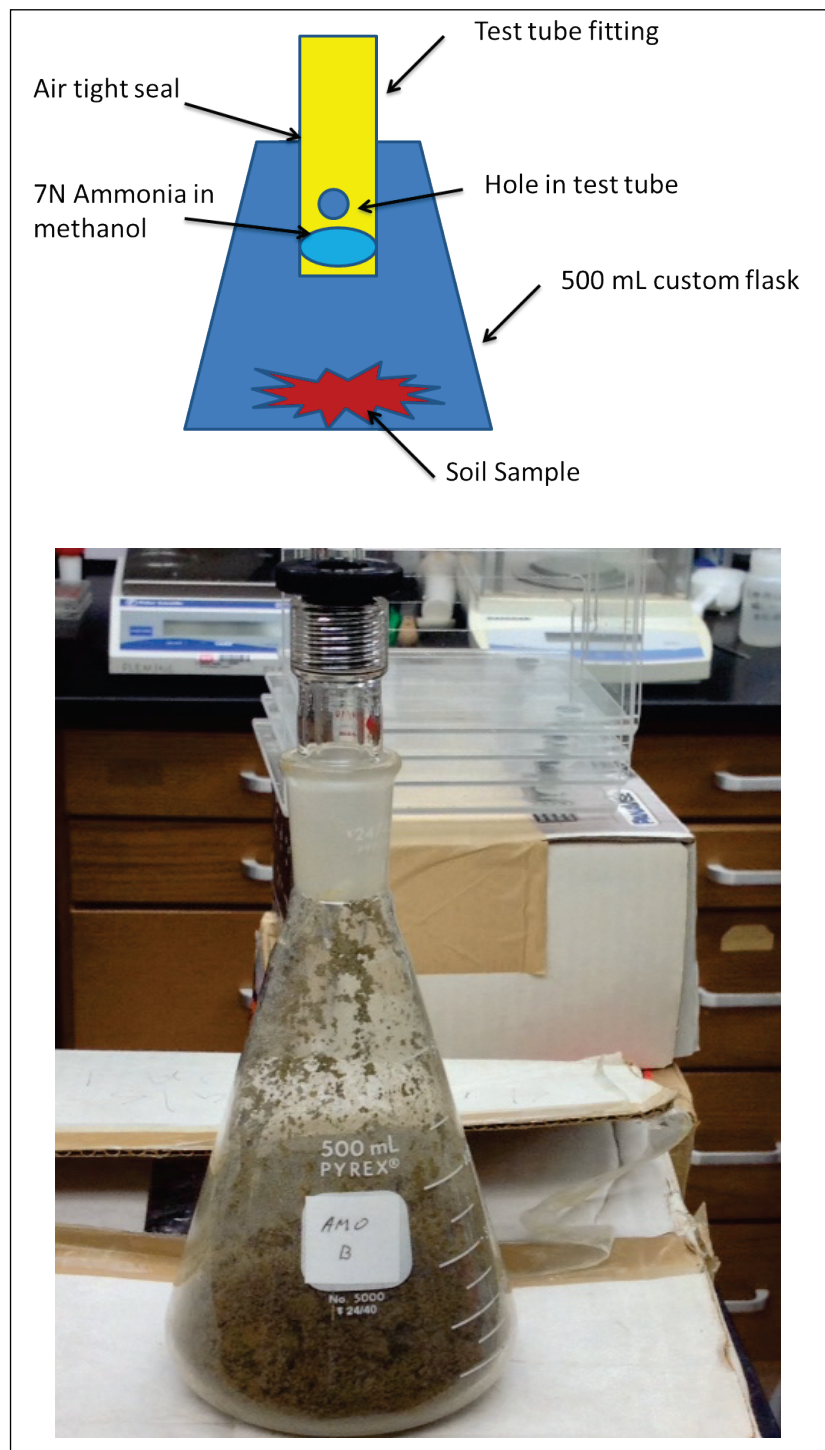 Test tube fitting
Air tight seal
7N Ammonia in
methanol
Hole in test tube
500 mL custom flask
Soil Sample
FLEMING
500 mL
PYREX®
AMO
B
No. 5000
⚗ 24/40